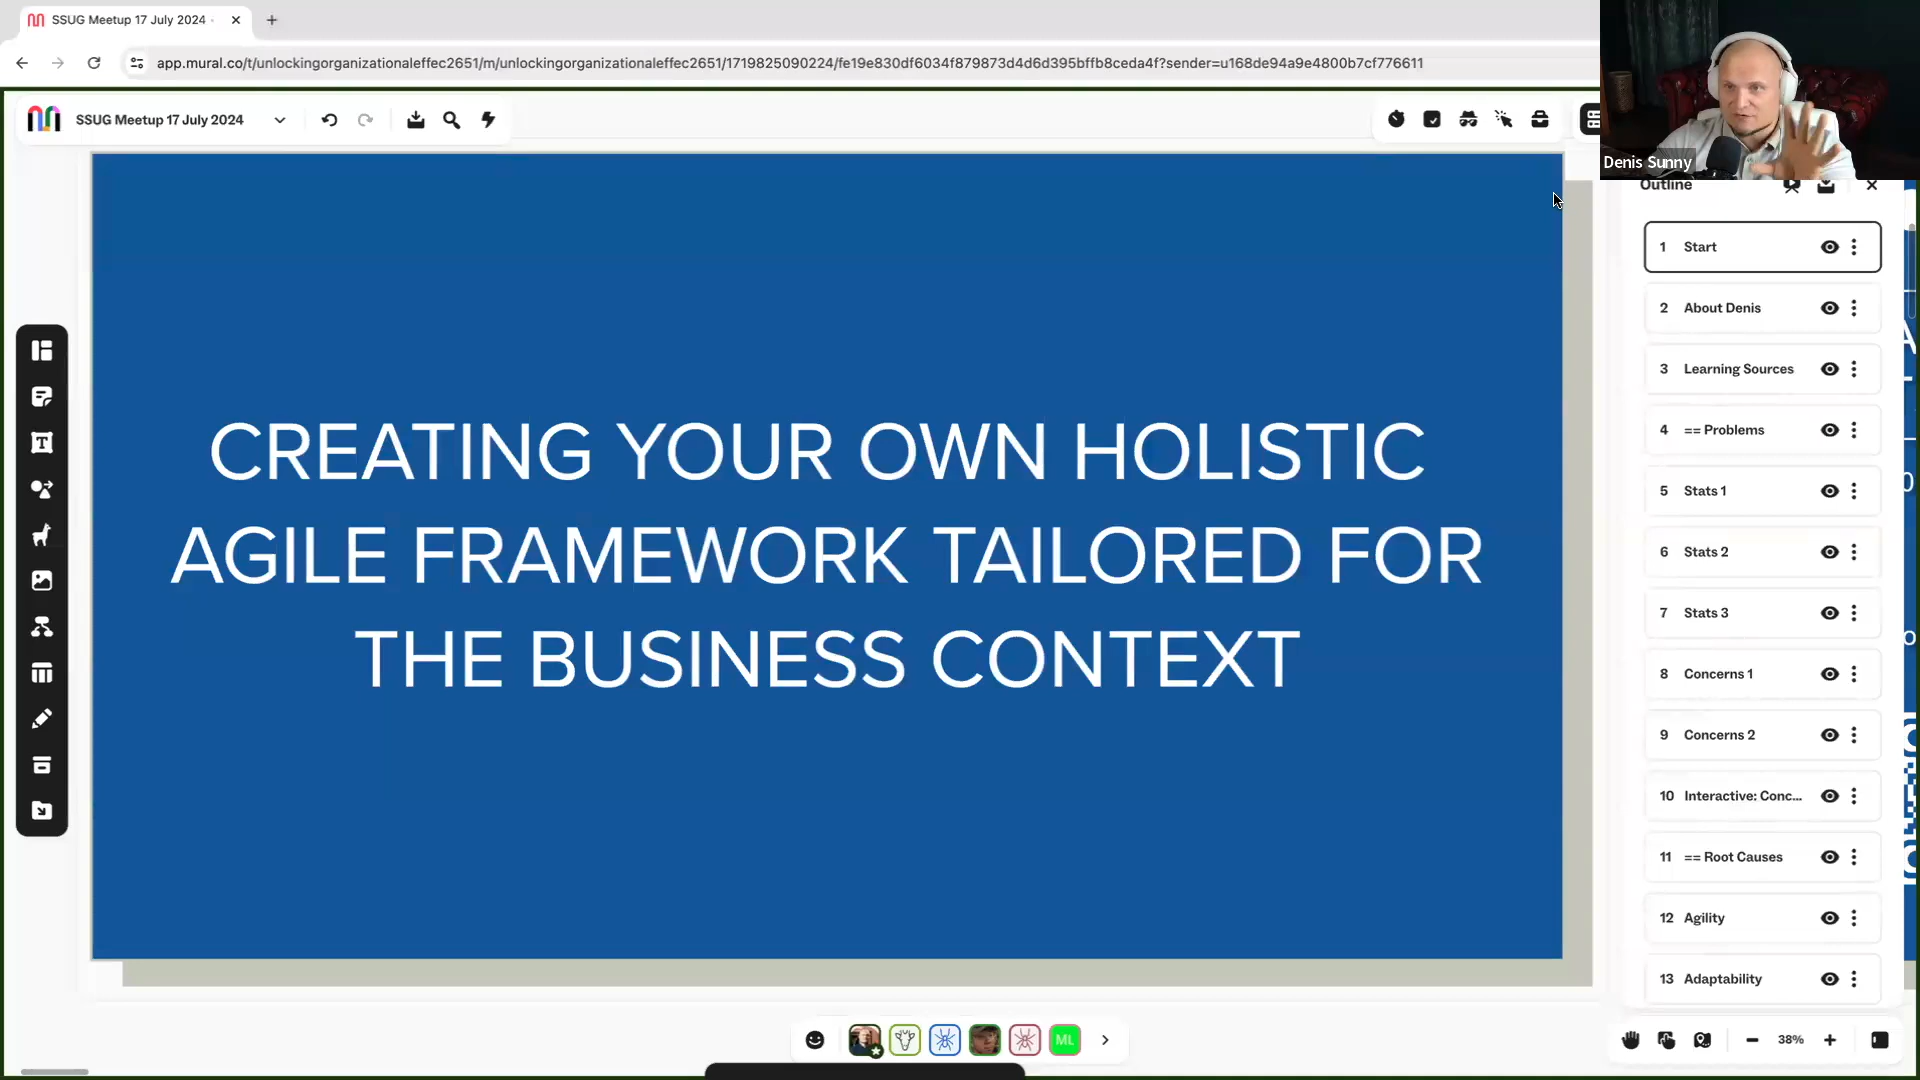 SSUG Meetup 17 July 2024
app.mural.co/t/unlockingorganizationaleffec2651/m/unlockingorganizationaleffec2651/1719825090224/fe19e830df6034f879873d4d6d395bffb8ceda4f?sender=u168de94a9e4800b7cf776611
SSUG Meetup 17 July 2024
Denis Sunny
CREATING YOUR OWN HOLISTIC
AGILE FRAMEWORK TAILORED FOR
THE BUSINESS CONTEXT
Outline
1 Start
2 About Denis
3 Learning Sources
4 == Problems
5 Stats 1
6 Stats 2
7 Stats 3
8 Concerns 1
9 Concerns 2
10 Interactive: Conc...
11 == Root Causes
12 Agility
13 Adaptability
ML
38%